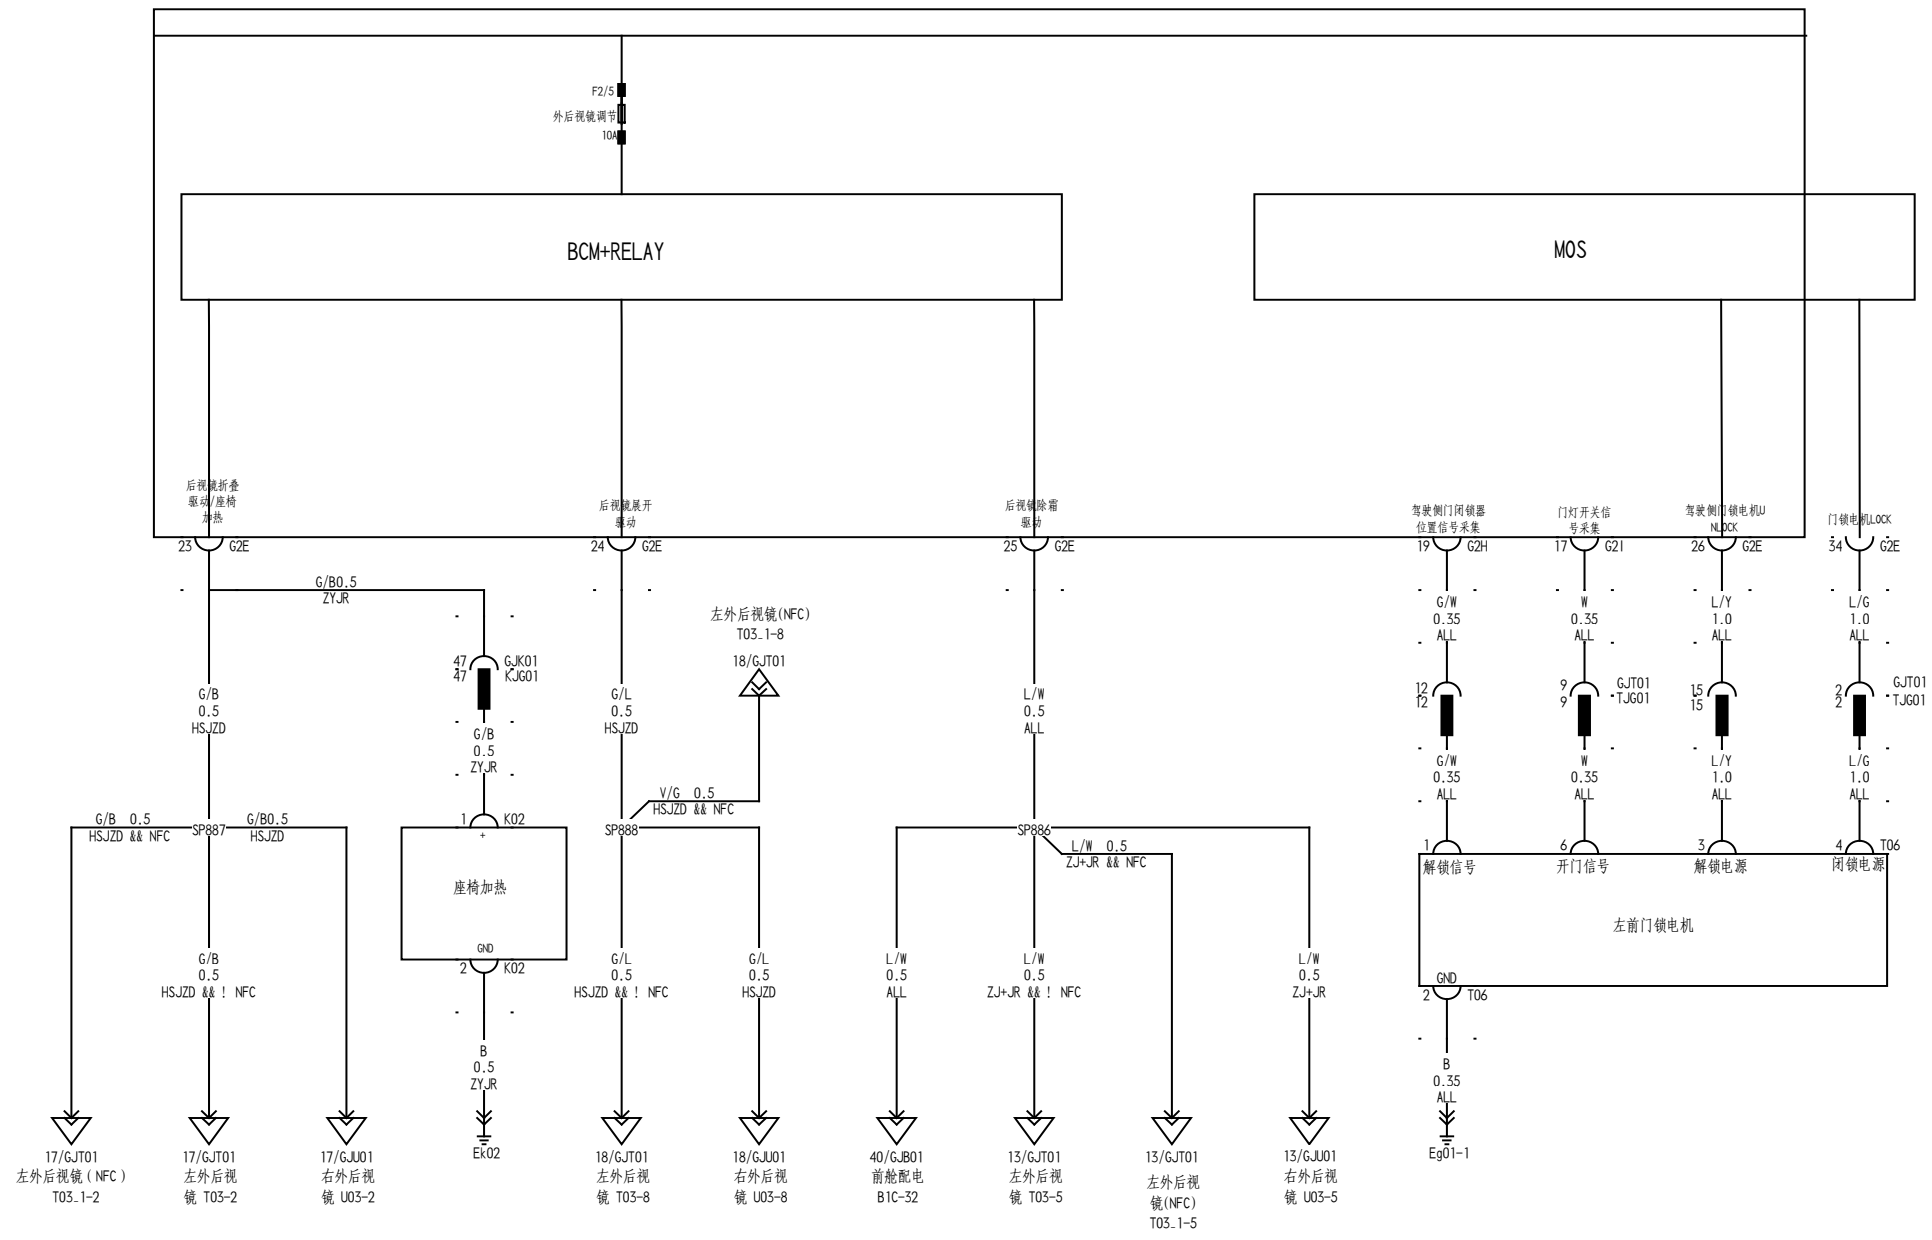 F2/5
外后视镜调节
10A
BCM+RELAY
MOS
后视镜折叠
驱动/座椅
加热
后视镜展开
驱动
后视镜除霜
驱动
驾驶侧门闭锁器
位置信号采集
门灯开关信
号采集
驾驶侧门锁电机U
NLOCK
门锁电机LOCK
23 G2E
24 G2E
25 G2E
19 G2H
17 G2I
26 G2E
34 G2E
G/B0.5
ZYJR
左外后视镜(NFC)
T03_1-8
18/GJT01
G/W
0.35
ALL
W
0.35
ALL
L/Y
1.0
ALL
L/G
1.0
ALL
47 GJK01
47 KJG01
G/B
0.5
HSJZD
G/B
0.5
ZYJR
G/L
0.5
HSJZD
L/W
0.5
ALL
12
12
9 GJT01
9 TJG01
15
15
2 GJT01
2 TJG01
G/W
0.35
ALL
W
0.35
ALL
L/Y
1.0
ALL
L/G
1.0
ALL
V/G 0.5
HSJZD && NFC
G/B 0.5
HSJZD && NFC
SP887
G/B0.5
HSJZD
1 K02
+
座椅加热
GND
2 K02
SP888
SP886
L/W 0.5
ZJ+JR && NFC
1
6
3
4 T06
解锁信号
开门信号
解锁电源
闭锁电源
左前门锁电机
GND
2 T06
G/B
0.5
HSJZD && ! NFC
G/L
0.5
HSJZD && ! NFC
G/L
0.5
HSJZD
L/W
0.5
ALL
L/W
0.5
ZJ+JR && ! NFC
L/W
0.5
ZJ+JR
B
0.5
ZYJR
B
0.35
ALL
17/GJT01
左外后视镜(NFC)
T03_1-2
17/GJT01
左外后视
镜 T03-2
17/GJU01
右外后视
镜 U03-2
Ek02
18/GJT01
左外后视
镜 T03-8
18/GJU01
右外后视
镜 U03-8
40/GJB01
前舱配电
B1C-32
13/GJT01
左外后视
镜 T03-5
13/GJT01
左外后视
镜(NFC)
T03_1-5
13/GJU01
右外后视
镜 U03-5
Eg01-1